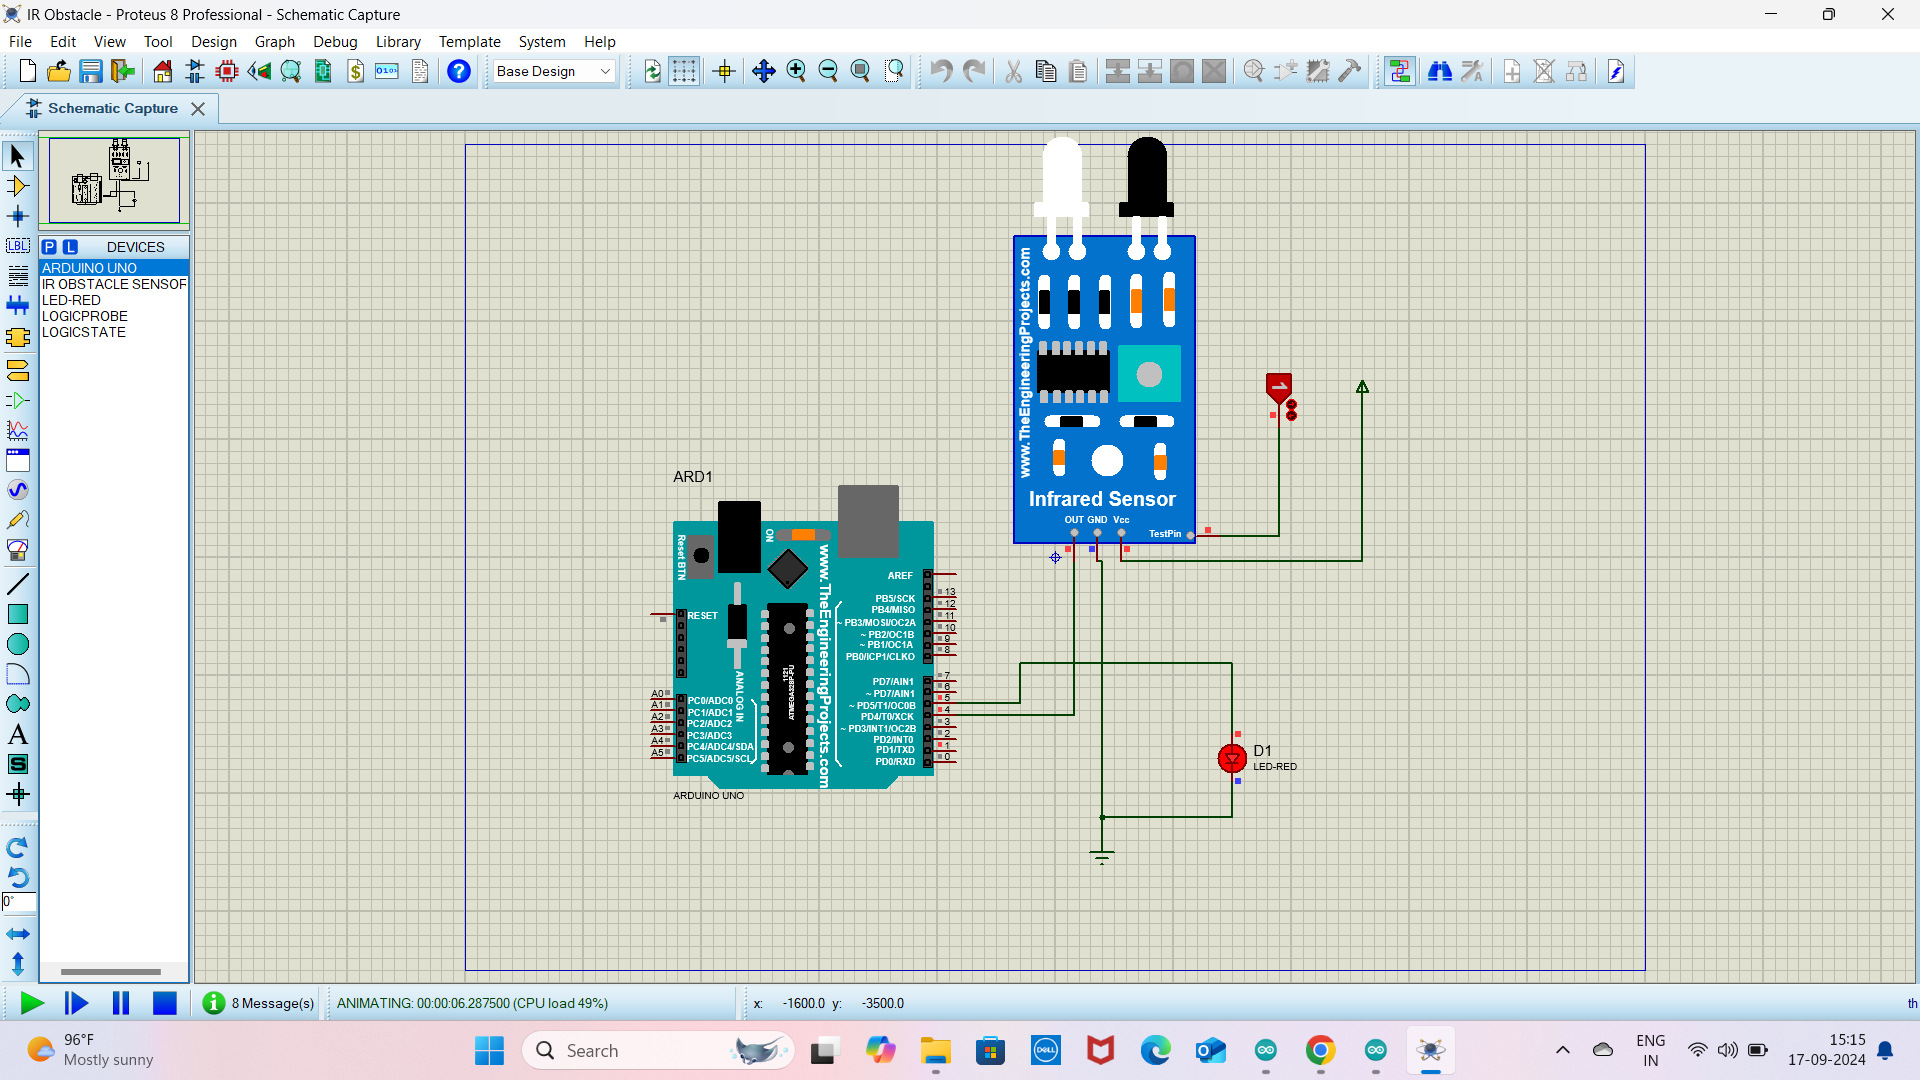 IR Obstacle - Proteus 8 Professional - Schematic Capture
File Edit View Tool Design Graph Debug Library Template System Help
Base Design
Schematic Capture
P L DEVICES
ARDUINO UNO
IR OBSTACLE SENSOR
LED-RED
LOGICPROBE
LOGICSTATE
LBL
A
S
0°
www.TheEngineeringProjects.com
Infrared Sensor
OUT GND Vcc
TestPin
1
ARD1
Reset BTN
ON
www.TheEngineeringProjects.com
RESET
ANALOG IN
1121
ATMEGA328P-PU
AREF
PB5/SCK 13
PB4/MISO 12
~ PB3/MOSI/OC2A 11
~ PB2/OC1B 10
~ PB1/OC1A 9
PB0/ICP1/CLKO 8
PD7/AIN1 7
~ PD7/AIN1 6
~ PD5/T1/OC0B 5
PD4/T0/XCK 4
~ PD3/INT1/OC2B 3
PD2/INT0 2
PD1/TXD 1
PD0/RXD 0
A0 PC0/ADC0
A1 PC1/ADC1
A2 PC2/ADC2
A3 PC3/ADC3
A4 PC4/ADC4/SDA
A5 PC5/ADC5/SCL
ARDUINO UNO
D1
LED-RED
8 Message(s) ANIMATING: 00:00:06.287500 (CPU load 49%) x: -1600.0 y: -3500.0 th
96°F
Mostly sunny
Search
DELL
ENG
IN
15:15
17-09-2024